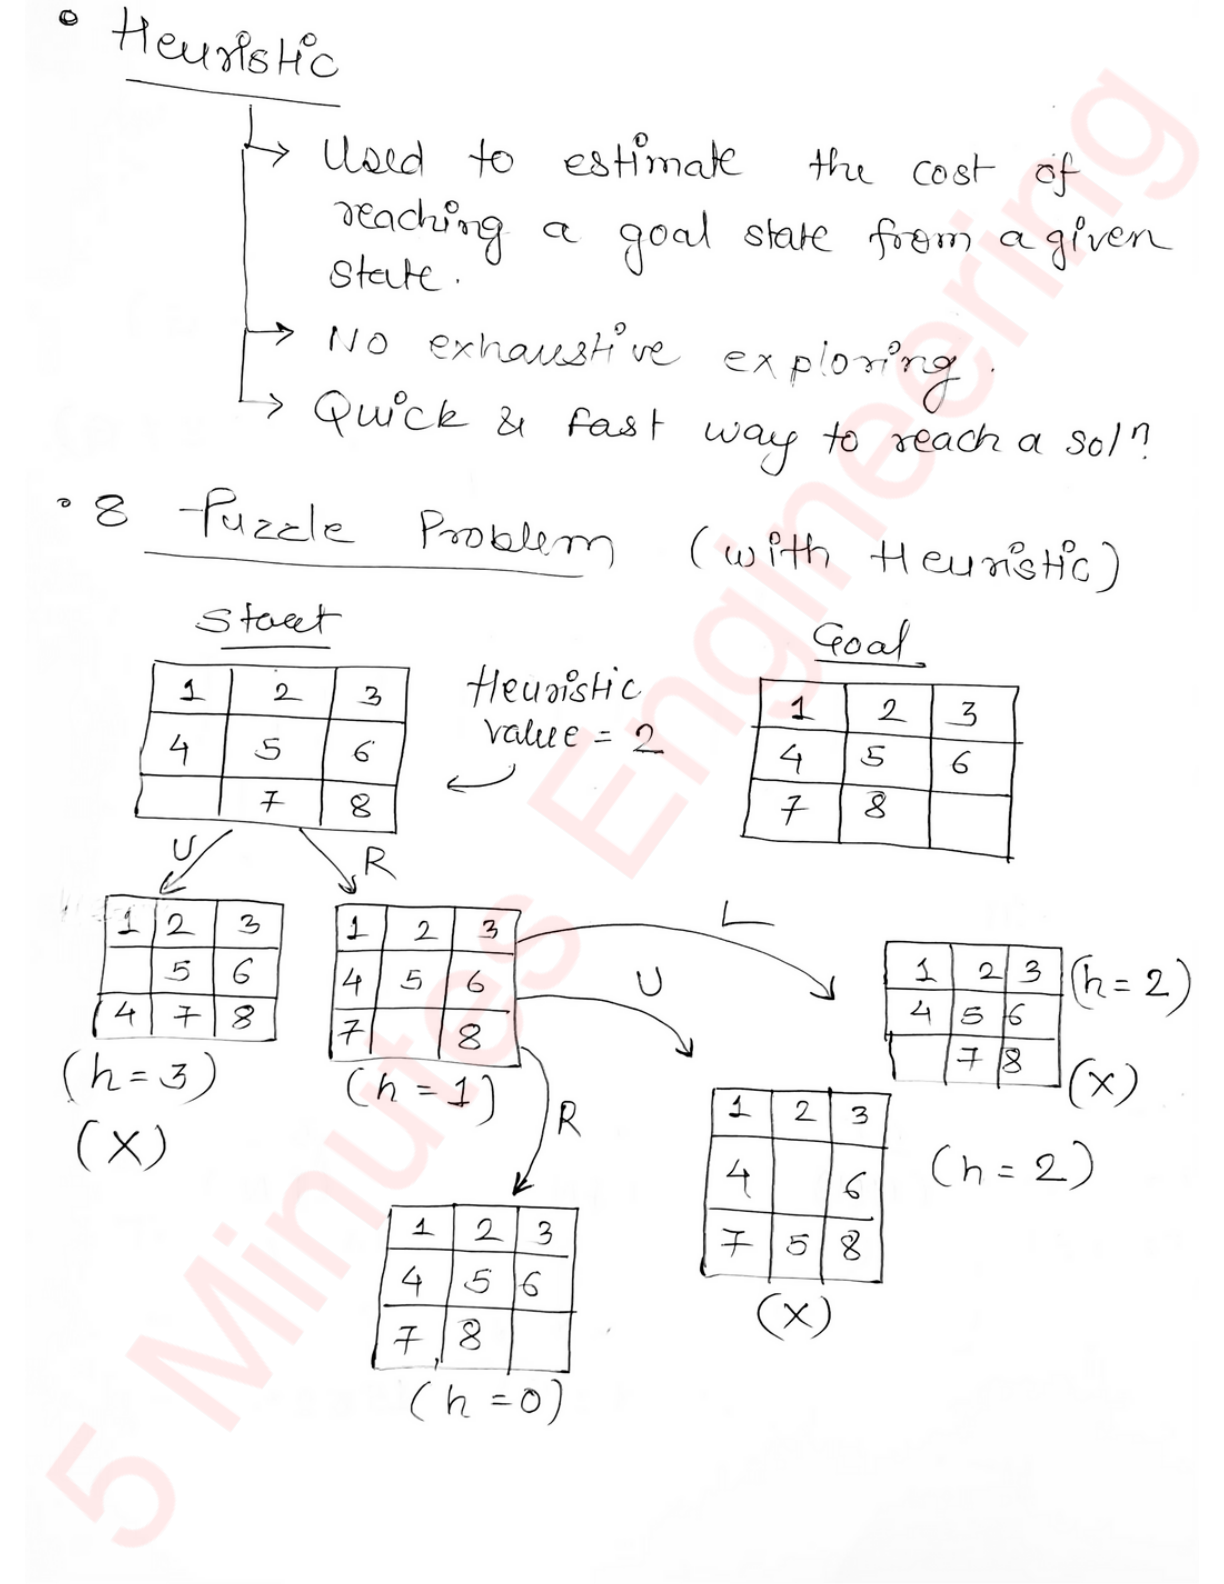 Heuristic
Used to estimate the cost of
reaching a goal state from a given
state.
No exhaustive exploring.
Quick & fast way to reach a solⁿ
8 -Puzzle Problem (with Heuristic)
Start
Goal
1 2 3
4 5 6
7 8
Heuristic
value = 2
1 2 3
4 5 6
7 8
U
R
1 2 3
5 6
4 7 8
(h = 3)
(X)
1 2 3
4 5 6
7 8
(h = 1)
L
U
R
1 2 3
4 5 6
7 8
(h = 2)
(X)
1 2 3
4 6
7 5 8
(h = 2)
(X)
1 2 3
4 5 6
7 8
(h = 0)
5 Minutes Engineering